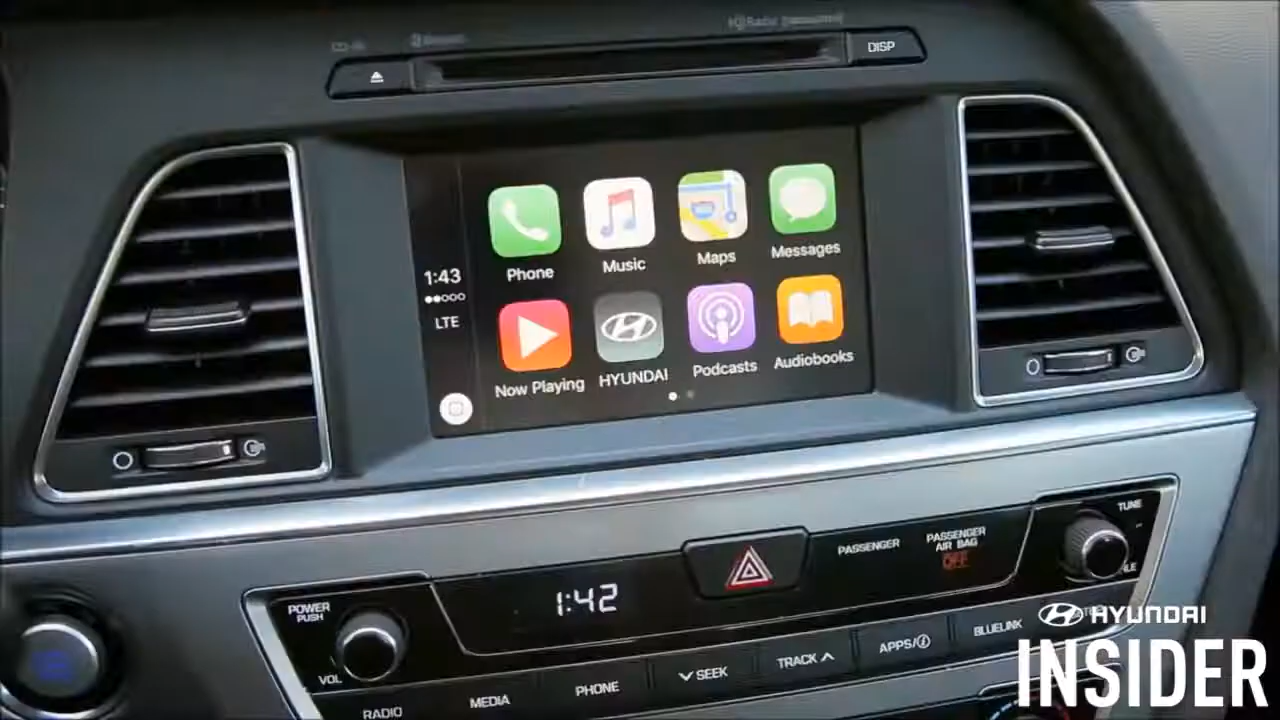 DISP
1:43
LTE
Phone
Music
Maps
Messages
Now Playing
HYUNDAI
Podcasts
Audiobooks
POWER
PUSH
VOL
1:42
PASSENGER
PASSENGER
AIR BAG
OFF
TUNE
RADIO
MEDIA
PHONE
SEEK
TRACK
APPS/i
BLUELINK
HYUNDAI
INSIDER